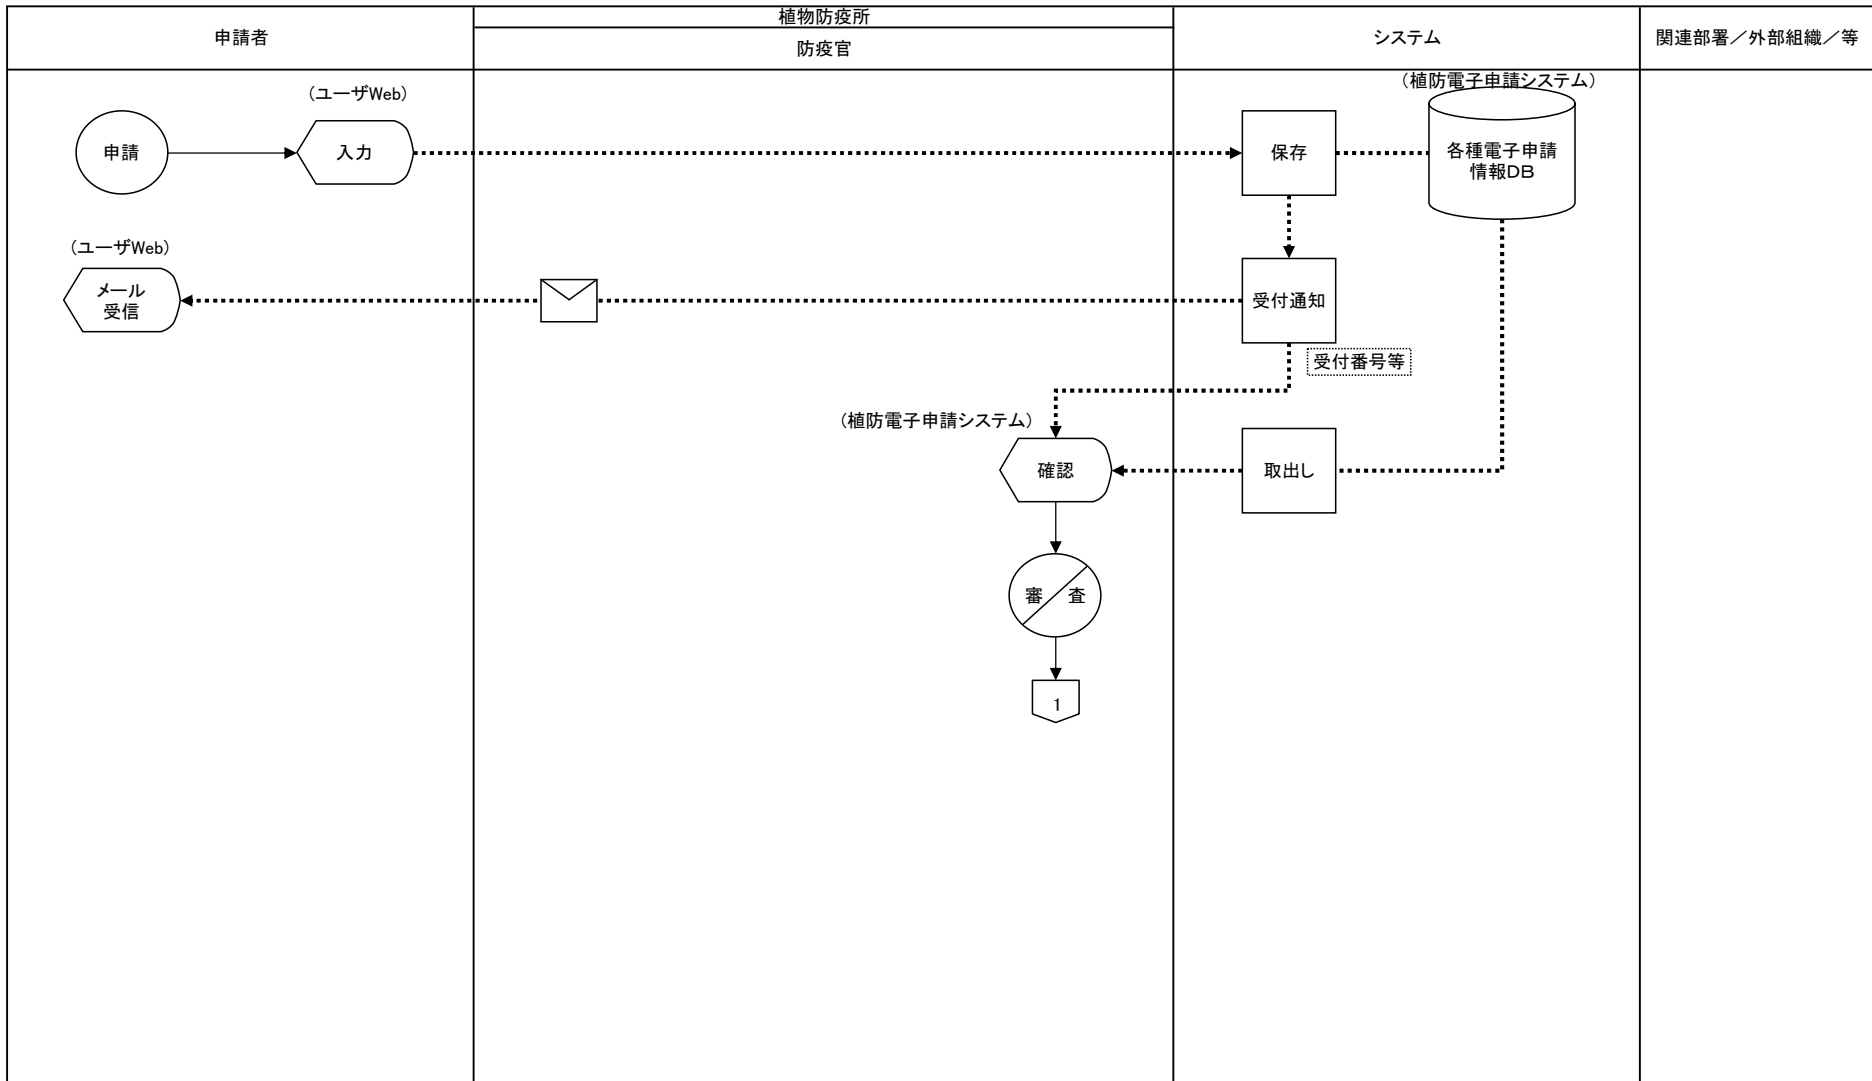 申請者
植物防疫所
防疫官
システム
関連部署／外部組織／等
（ユーザWeb）
（植防電子申請システム）
申請
入力
保存
各種電子申請
情報DB
（ユーザWeb）
メール
受信
受付通知
受付番号等
（植防電子申請システム）
確認
取出し
審
査
1